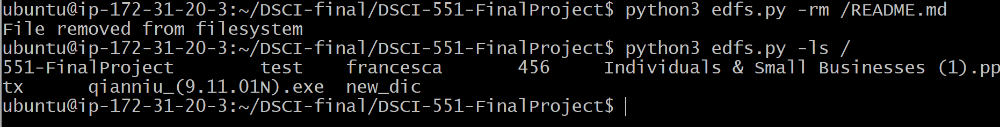 ubuntu@ip-172-31-20-3:~/DSCI-final/DSCI-551-FinalProject$ python3 edfs.py -rm /README.md
File removed from filesystem
ubuntu@ip-172-31-20-3:~/DSCI-final/DSCI-551-FinalProject$ python3 edfs.py -ls /
551-FinalProject        test    francesca       456     Individuals & Small Businesses (1).pp
tx      qianniu_(9.11.01N).exe  new_dic
ubuntu@ip-172-31-20-3:~/DSCI-final/DSCI-551-FinalProject$